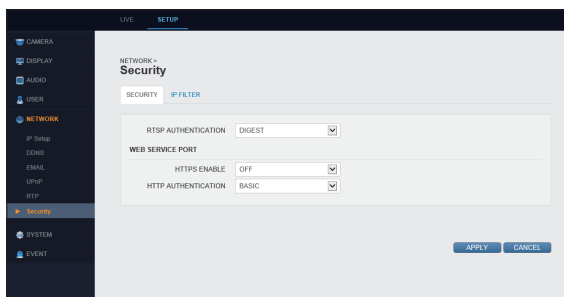 LIVE SETUP
CAMERA
DISPLAY
AUDIO
USER
NETWORK
IP Setup
DDNS
EMAIL
UPnP
RTP
Security
SYSTEM
EVENT
NETWORK >
Security
SECURITY IP FILTER
RTSP AUTHENTICATION DIGEST
WEB SERVICE PORT
HTTPS ENABLE OFF
HTTP AUTHENTICATION BASIC
APPLY CANCEL